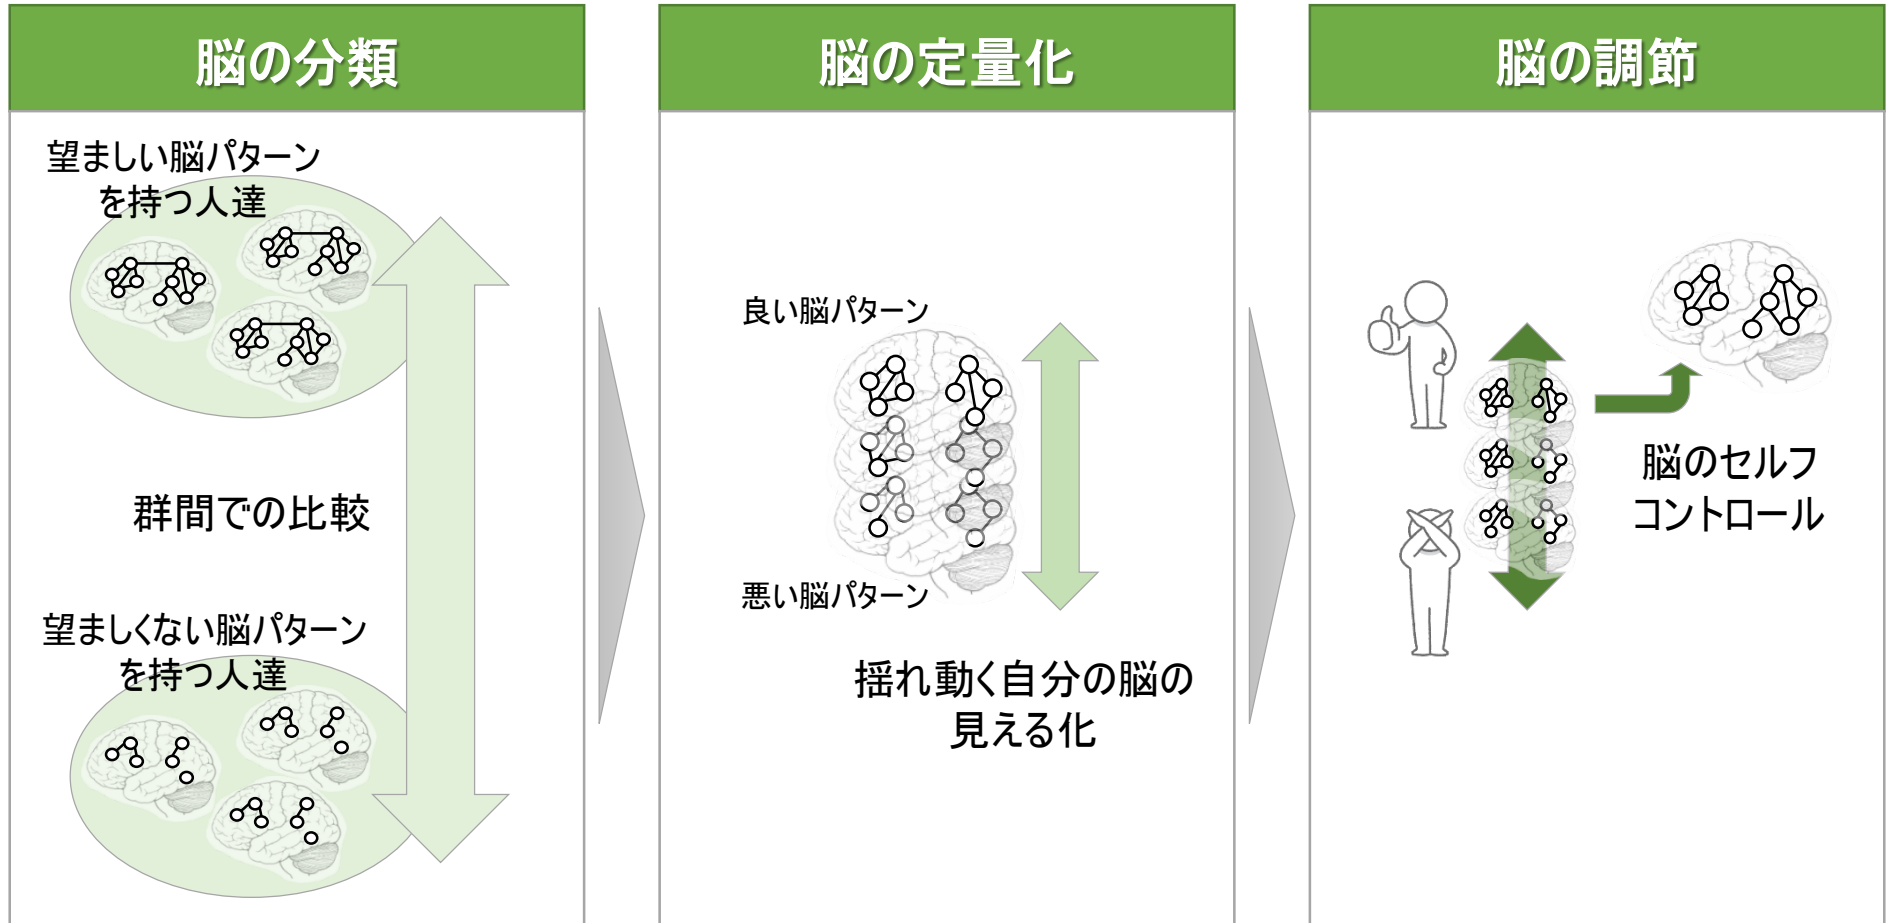 脳の分類
望ましい脳パターン
を持つ人達
群間での比較
望ましくない脳パターン
を持つ人達
脳の定量化
良い脳パターン
悪い脳パターン
揺れ動く自分の脳の
見える化
脳の調節
脳のセルフ
コントロール